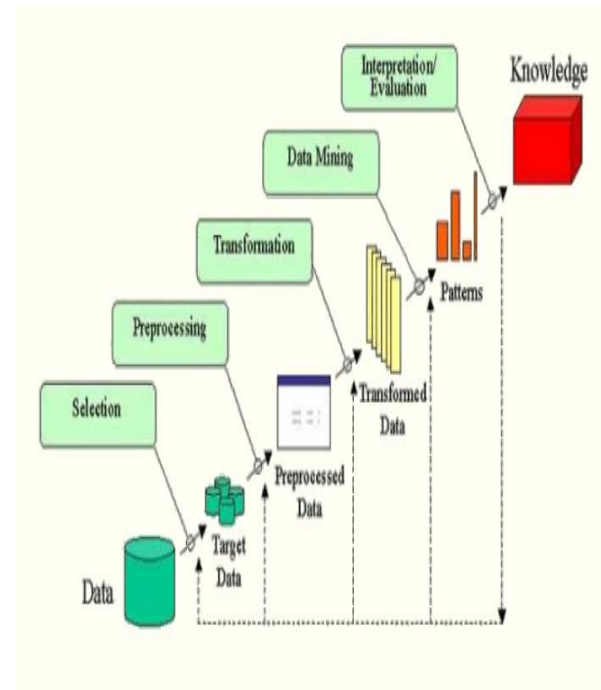 Interpretation/
Evaluation
Knowledge
Data Mining
Transformation
Patterns
Preprocessing
Transformed
Data
Selection
Preprocessed
Data
Target
Data
Data